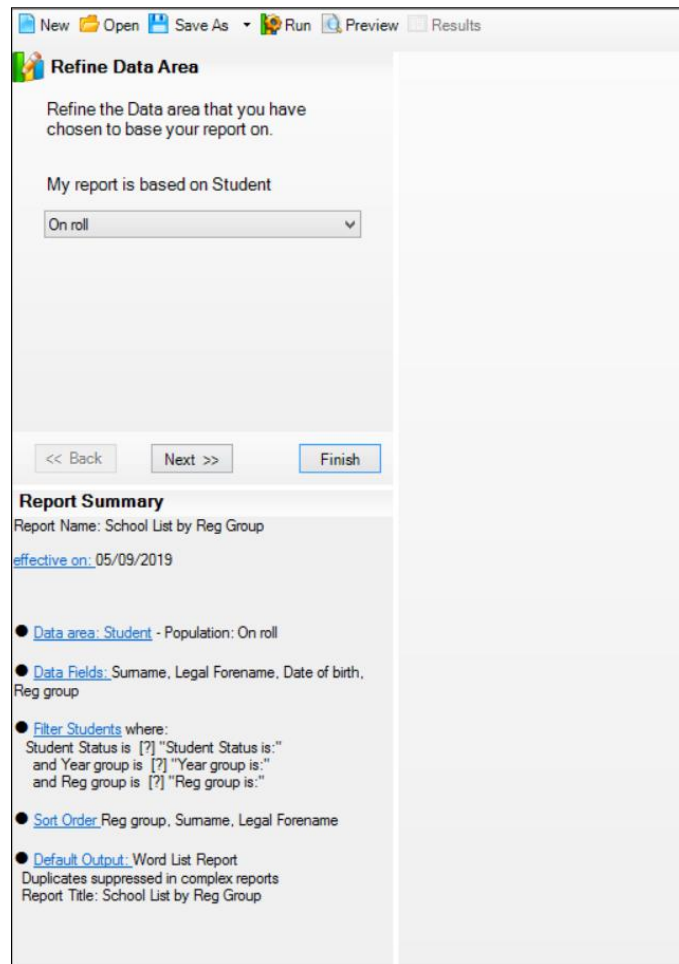 New Open Save As Run Preview Results
Refine Data Area
Refine the Data area that you have
chosen to base your report on.
My report is based on Student
On roll
<< Back Next >> Finish
Report Summary
Report Name: School List by Reg Group
effective on: 05/09/2019
Data area: Student - Population: On roll
Data Fields: Surname, Legal Forename, Date of birth,
Reg group
Filter Students where:
Student Status is [?] "Student Status is:"
and Year group is [?] "Year group is:"
and Reg group is [?] "Reg group is:"
Sort Order Reg group, Surname, Legal Forename
Default Output: Word List Report
Duplicates suppressed in complex reports
Report Title: School List by Reg Group